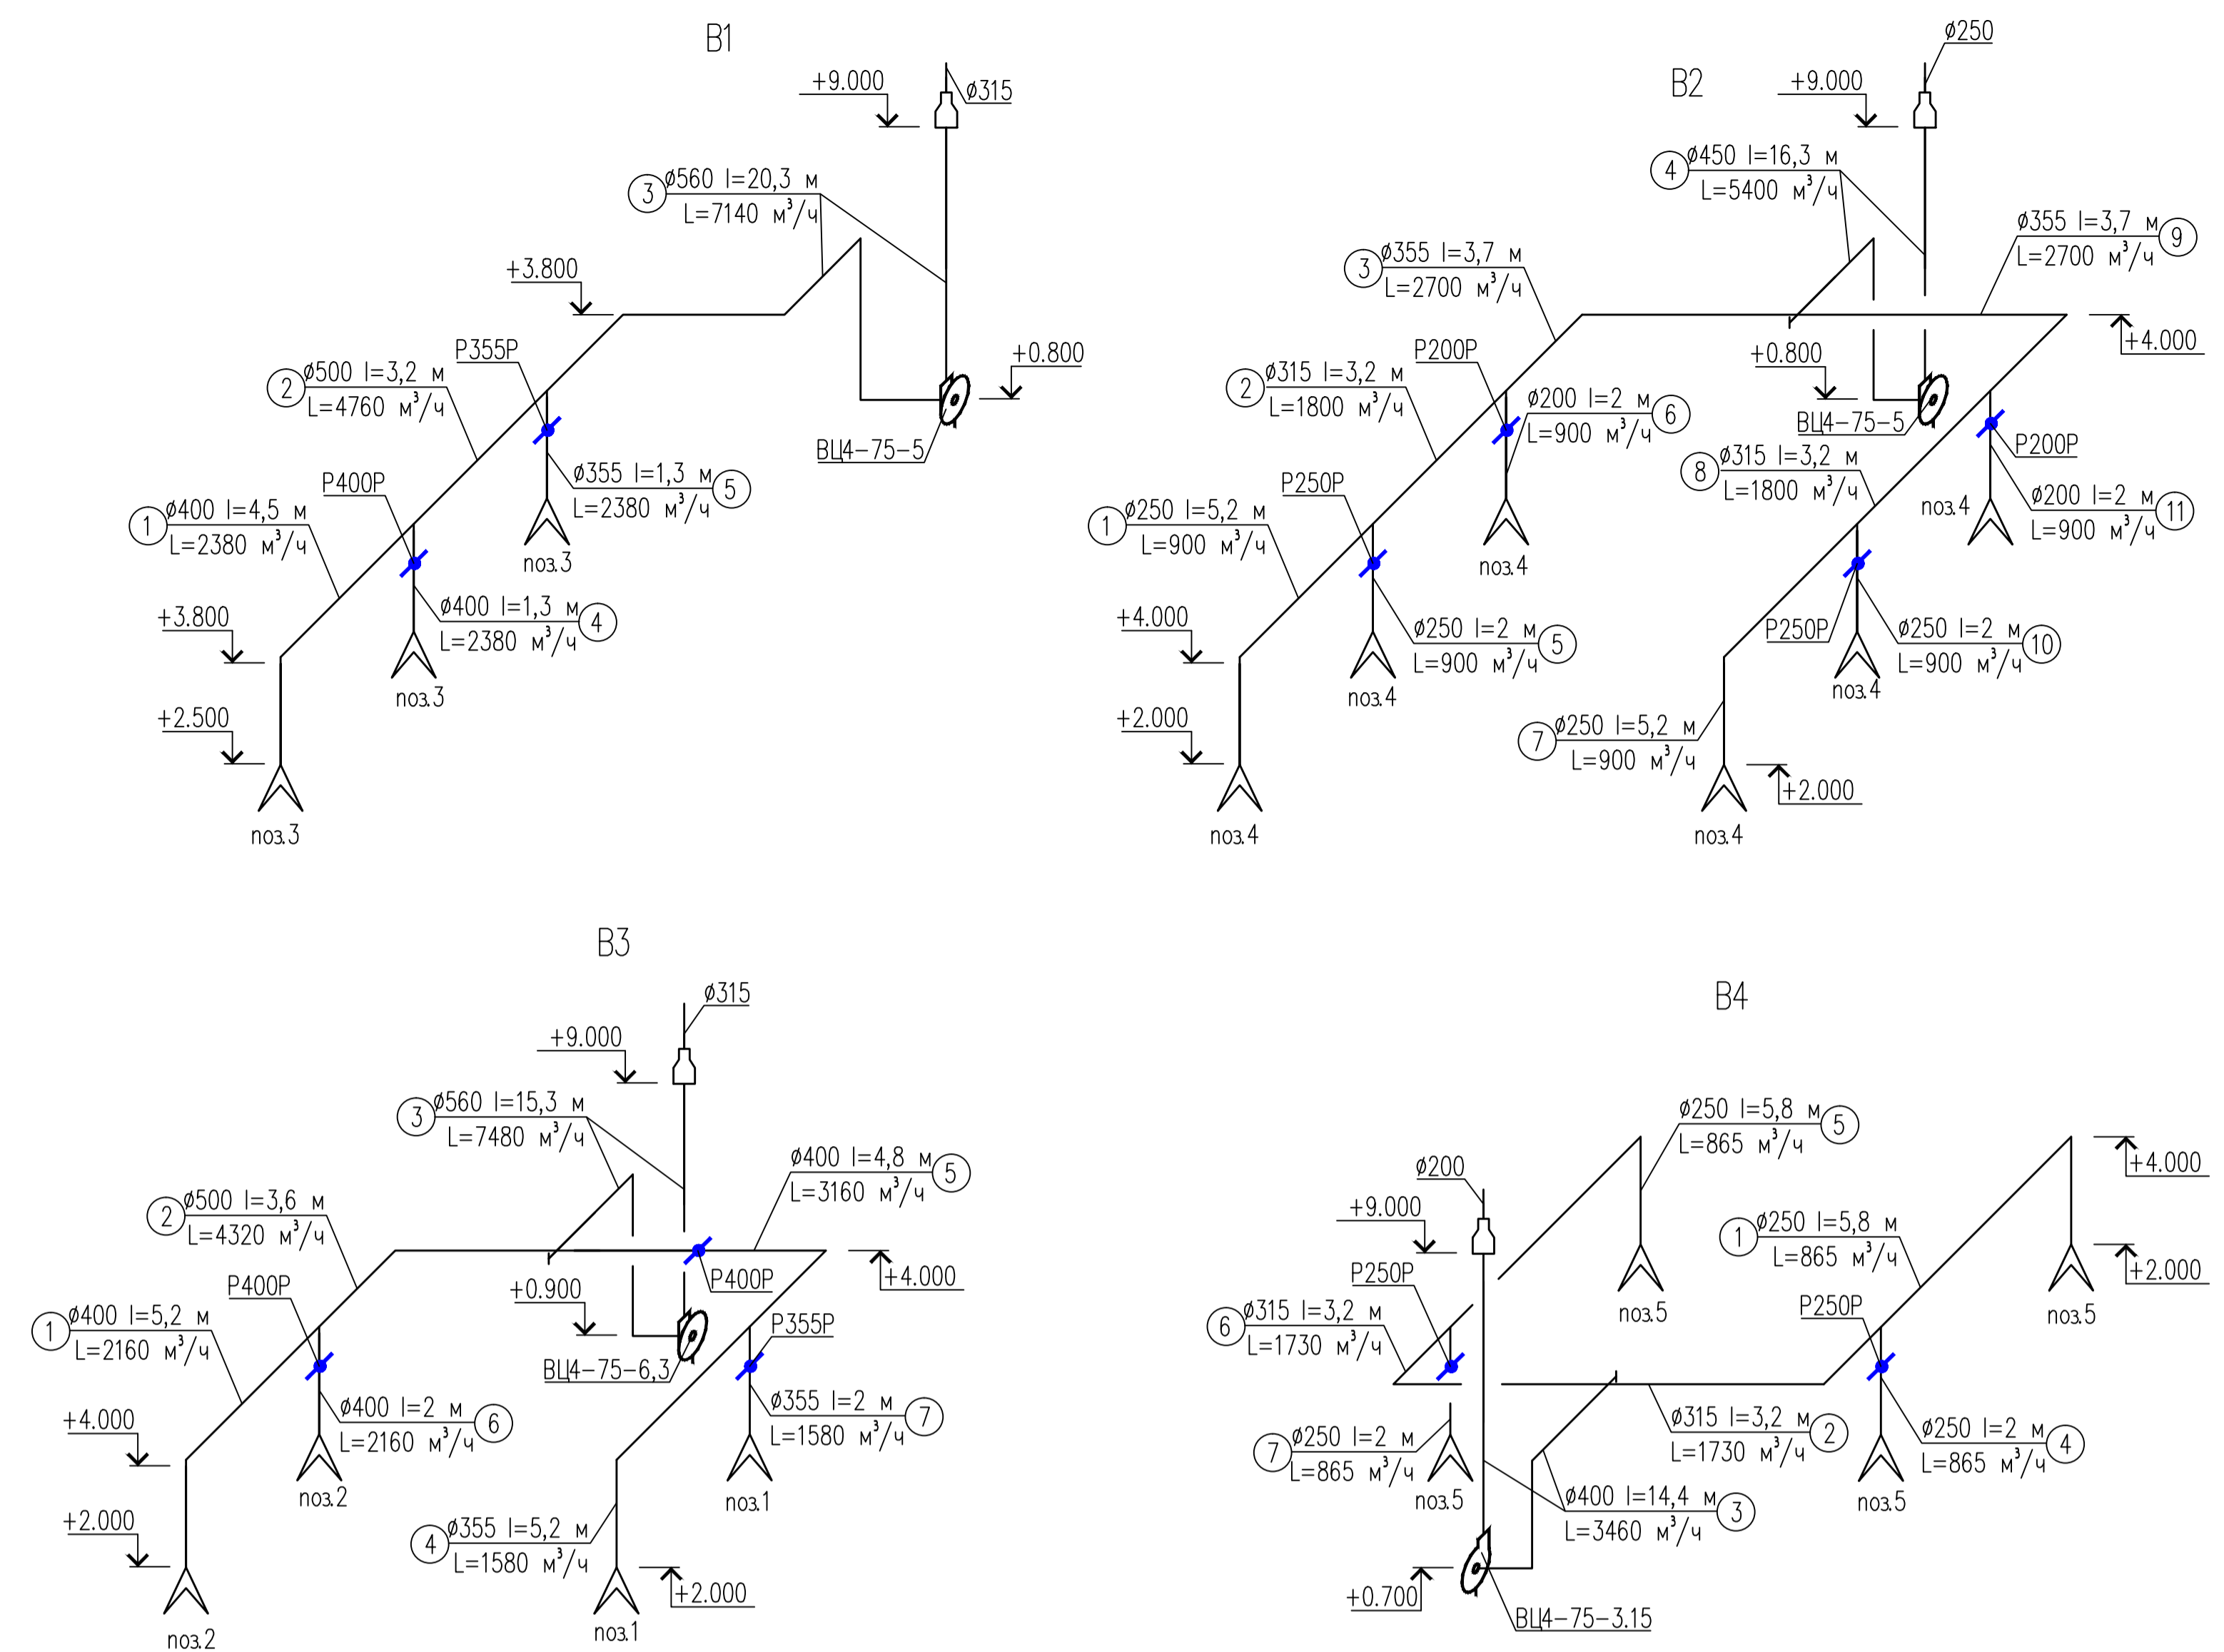 В1
+9.000
ø315
3
ø560 l=20,3 м
L=7140 м³/ч
+3.800
+0.800
ВЦ4-75-5
P355P
2
ø500 l=3,2 м
L=4760 м³/ч
P400P
ø355 l=1,3 м
5
L=2380 м³/ч
1
ø400 l=4,5 м
L=2380 м³/ч
поз.3
ø400 l=1,3 м
4
L=2380 м³/ч
+3.800
поз.3
+2.500
поз.3
В2
ø250
+9.000
4
ø450 l=16,3 м
L=5400 м³/ч
ø355 l=3,7 м
9
L=2700 м³/ч
3
ø355 l=3,7 м
L=2700 м³/ч
+4.000
P200P
+0.800
2
ø315 l=3,2 м
L=1800 м³/ч
ø200 l=2 м
6
L=900 м³/ч
ВЦ4-75-5
P200P
8
ø315 l=3,2 м
L=1800 м³/ч
P250P
поз.4
ø200 l=2 м
11
L=900 м³/ч
1
ø250 l=5,2 м
L=900 м³/ч
поз.4
+4.000
ø250 l=2 м
5
L=900 м³/ч
P250P
ø250 l=2 м
10
L=900 м³/ч
поз.4
поз.4
+2.000
7
ø250 l=5,2 м
L=900 м³/ч
+2.000
поз.4
поз.4
В3
ø315
+9.000
3
ø560 l=15,3 м
L=7480 м³/ч
ø400 l=4,8 м
5
L=3160 м³/ч
2
ø500 l=3,6 м
L=4320 м³/ч
P400P
+0.900
P400P
+4.000
1
ø400 l=5,2 м
L=2160 м³/ч
P355P
ВЦ4-75-6,3
+4.000
ø400 l=2 м
6
L=2160 м³/ч
ø355 l=2 м
7
L=1580 м³/ч
поз.2
поз.1
+2.000
4
ø355 l=5,2 м
L=1580 м³/ч
+2.000
поз.2
поз.1
В4
ø250 l=5,8 м
5
L=865 м³/ч
ø200
+4.000
+9.000
1
ø250 l=5,8 м
L=865 м³/ч
P250P
+2.000
6
ø315 l=3,2 м
L=1730 м³/ч
поз.5
P250P
поз.5
ø315 l=3,2 м
2
L=1730 м³/ч
7
ø250 l=2 м
L=865 м³/ч
ø250 l=2 м
4
L=865 м³/ч
поз.5
поз.5
ø400 l=14,4 м
3
L=3460 м³/ч
+0.700
ВЦ4-75-3.15